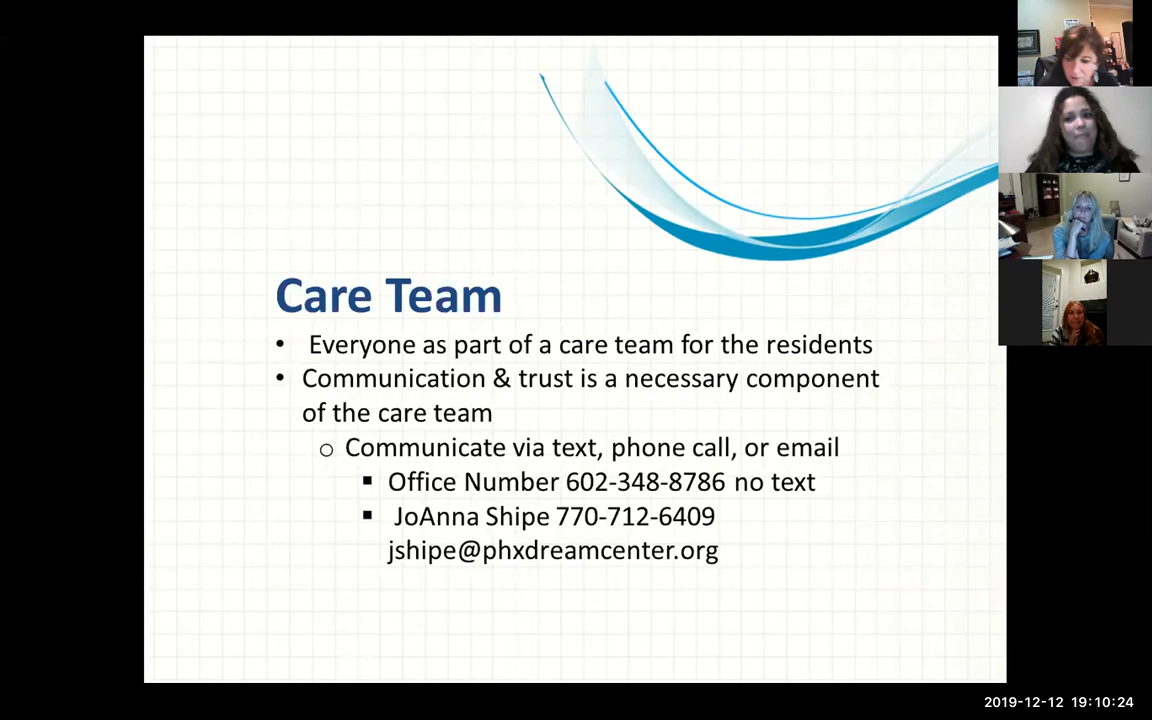 Care Team
• Everyone as part of a care team for the residents
• Communication & trust is a necessary component
of the care team
o Communicate via text, phone call, or email
▪ Office Number 602-348-8786 no text
▪ JoAnna Shipe 770-712-6409
jshipe@phxdreamcenter.org
2019-12-12 19:10:24